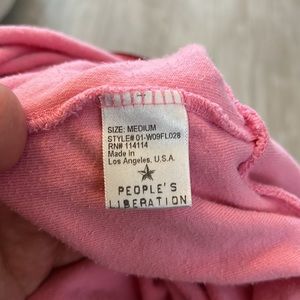 SIZE: MEDIUM
STYLE# 01-W09FL028
RN# 114114
Made in
Los Angeles, U.S.A.
PEOPLE'S
LIBERATION